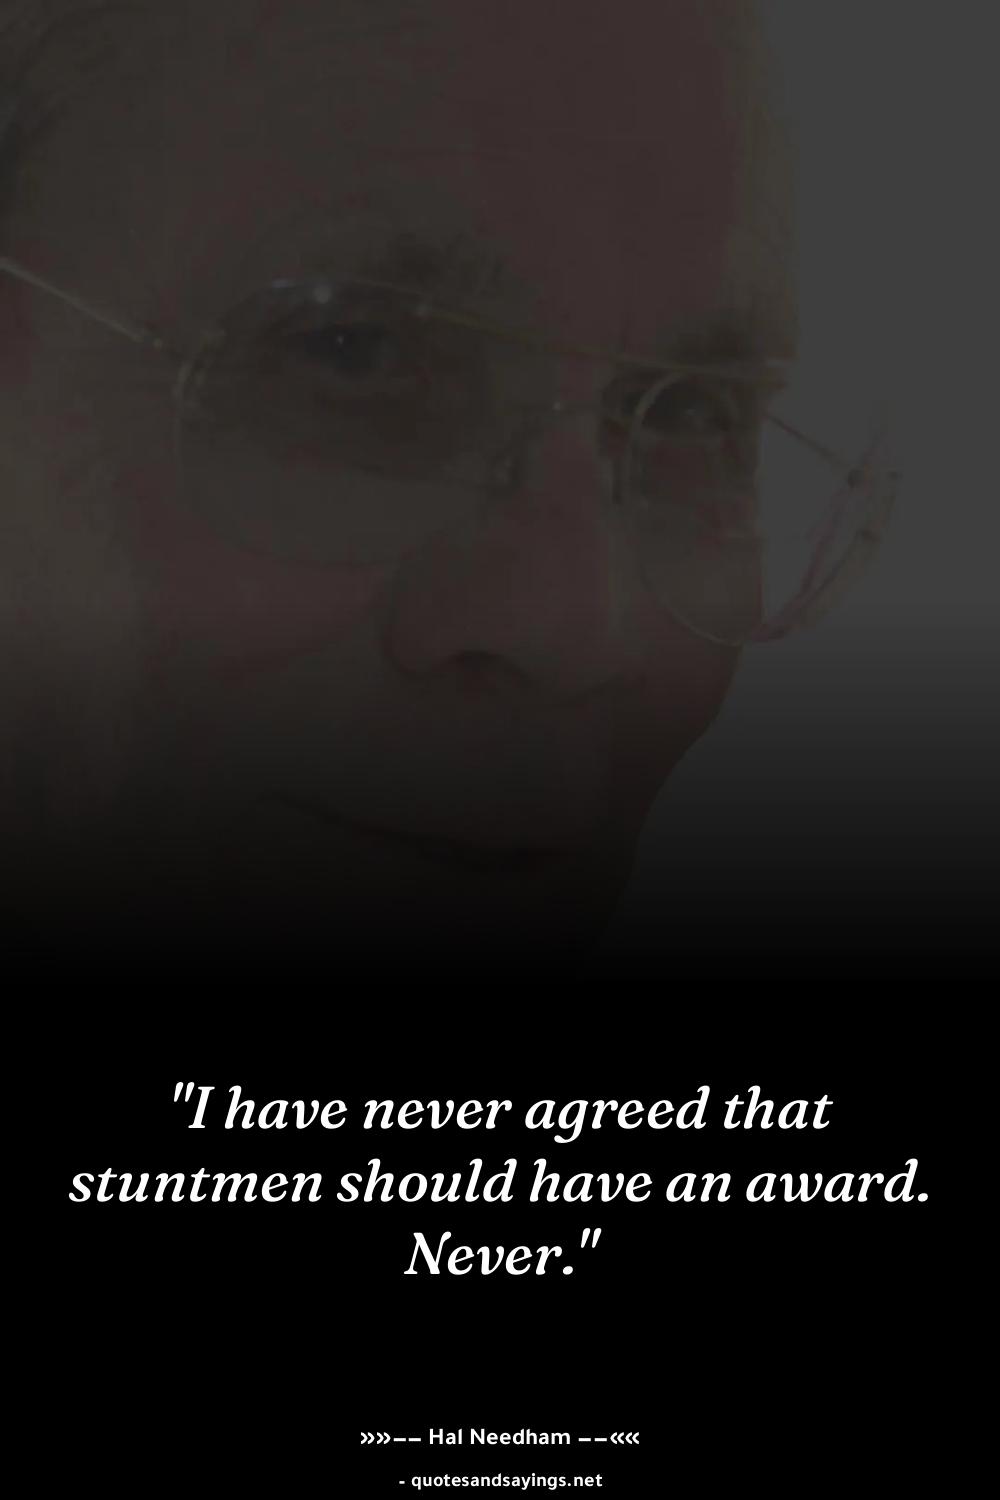 "I have never agreed that
stuntmen should have an award.
Never."
»»−− Hal Needham −−««
- quotesandsayings.net